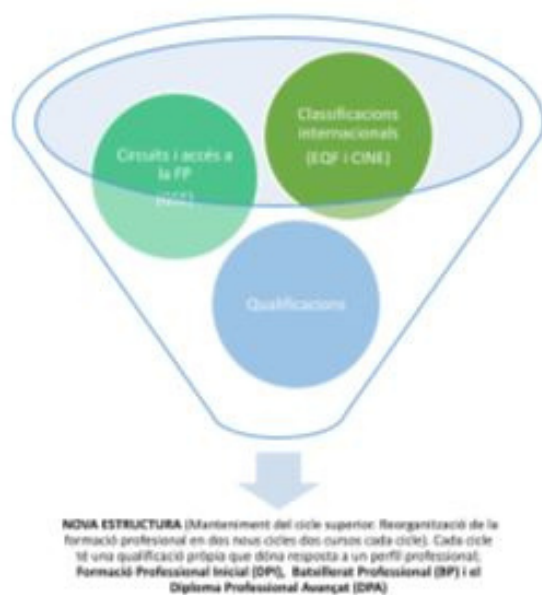 Classificacions
internacionals
(EQF i CINE)
Circuits i accés a
la FP
Qualificacions
NOVA ESTRUCTURA (Manteniment del cicle superior. Reorganització de la
formació profesional en dos nous cicles dos cursos cada cicle). Cada cicle
té una qualificació pròpia que dóna resposta a un perfil professional;
Formació Professional Inicial (DPI), Batxillerat Professional (BP) i el
Diploma Professional Avançat (DPA)